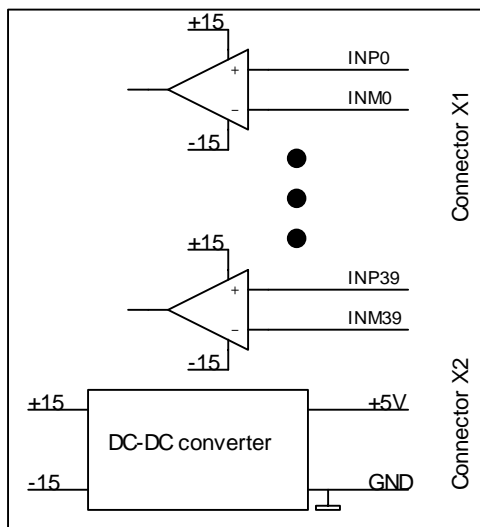 +15
+
INP0
−
INM0
-15
Connector X1
+15
+
INP39
−
INM39
-15
Connector X2
+15
+5V
DC-DC converter
-15
GND